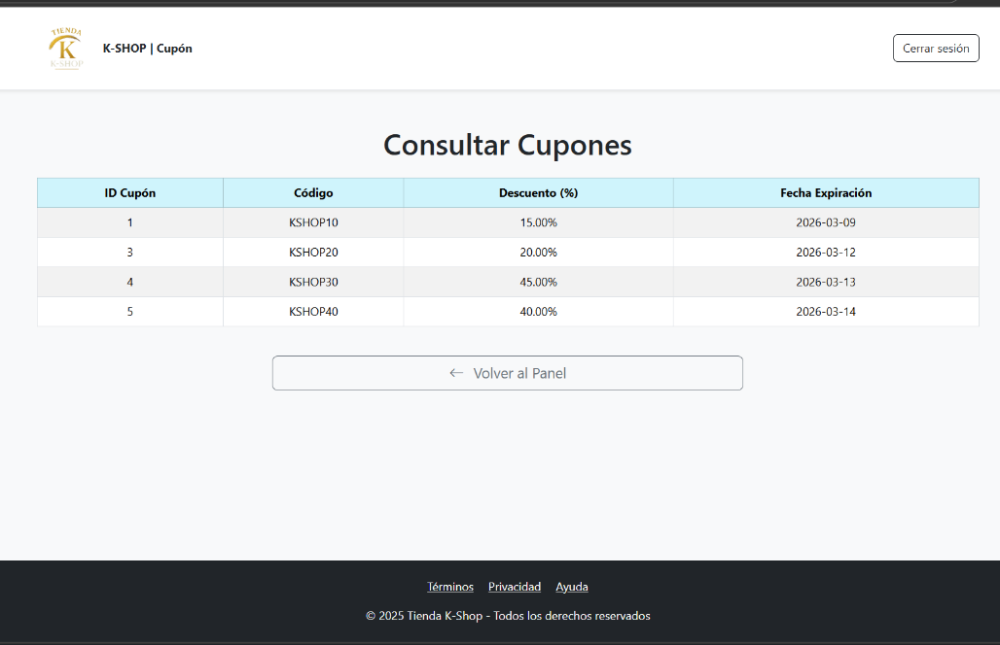 TIENDA
K
K-SHOP
K-SHOP | Cupón
Cerrar sesión
Consultar Cupones
ID Cupón Código Descuento (%) Fecha Expiración
1 KSHOP10 15.00% 2026-03-09
3 KSHOP20 20.00% 2026-03-12
4 KSHOP30 45.00% 2026-03-13
5 KSHOP40 40.00% 2026-03-14
← Volver al Panel
Términos Privacidad Ayuda
© 2025 Tienda K-Shop - Todos los derechos reservados